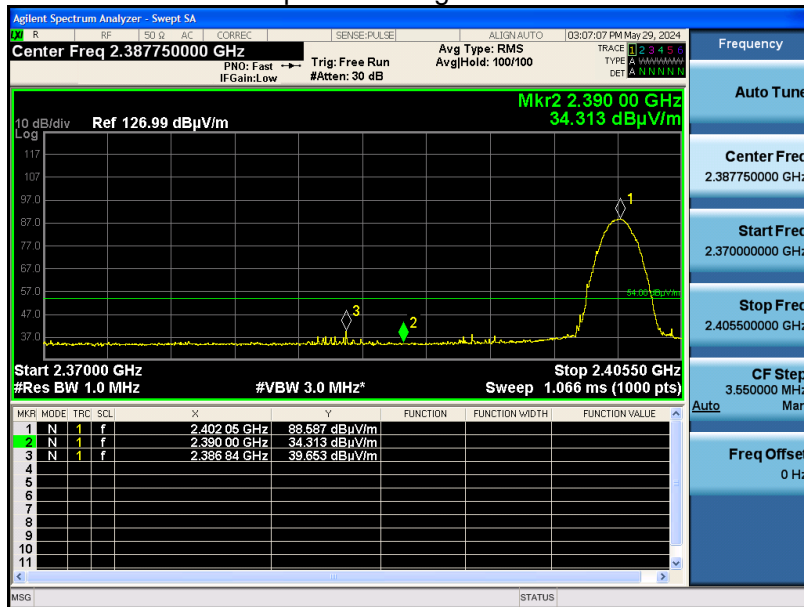 Agilent Spectrum Analyzer - Swept SA
LXI R RF 50 Ω AC CORREC SENSE:PULSE ALIGN AUTO 03:07:07 PM May 29, 2024
Center Freq 2.387750000 GHz
PNO: Fast
IFGain:Low
Trig: Free Run
#Atten: 30 dB
Avg Type: RMS
Avg|Hold: 100/100
TRACE 1 2 3 4 5 6
TYPE A WWWWW
DET A N N N N N
Mkr2 2.390 00 GHz
34.313 dBµV/m
10 dB/div Ref 126.99 dBµV/m
Log
117
107
97.0
87.0
77.0
67.0
57.0
47.0
37.0
1
2
3
54.00 dBµV/m
Start 2.37000 GHz Stop 2.40550 GHz
#Res BW 1.0 MHz #VBW 3.0 MHz* Sweep 1.066 ms (1000 pts)
MKR MODE TRC SCL X Y FUNCTION FUNCTION WIDTH FUNCTION VALUE
1 N 1 f 2.402 05 GHz 88.587 dBµV/m
2 N 1 f 2.390 00 GHz 34.313 dBµV/m
3 N 1 f 2.386 84 GHz 39.653 dBµV/m
4
5
6
7
8
9
10
11
MSG STATUS
Frequency
Auto Tune
Center Freq
2.387750000 GHz
Start Freq
2.370000000 GHz
Stop Freq
2.405500000 GHz
CF Step
3.550000 MHz
Auto Man
Freq Offset
0 Hz